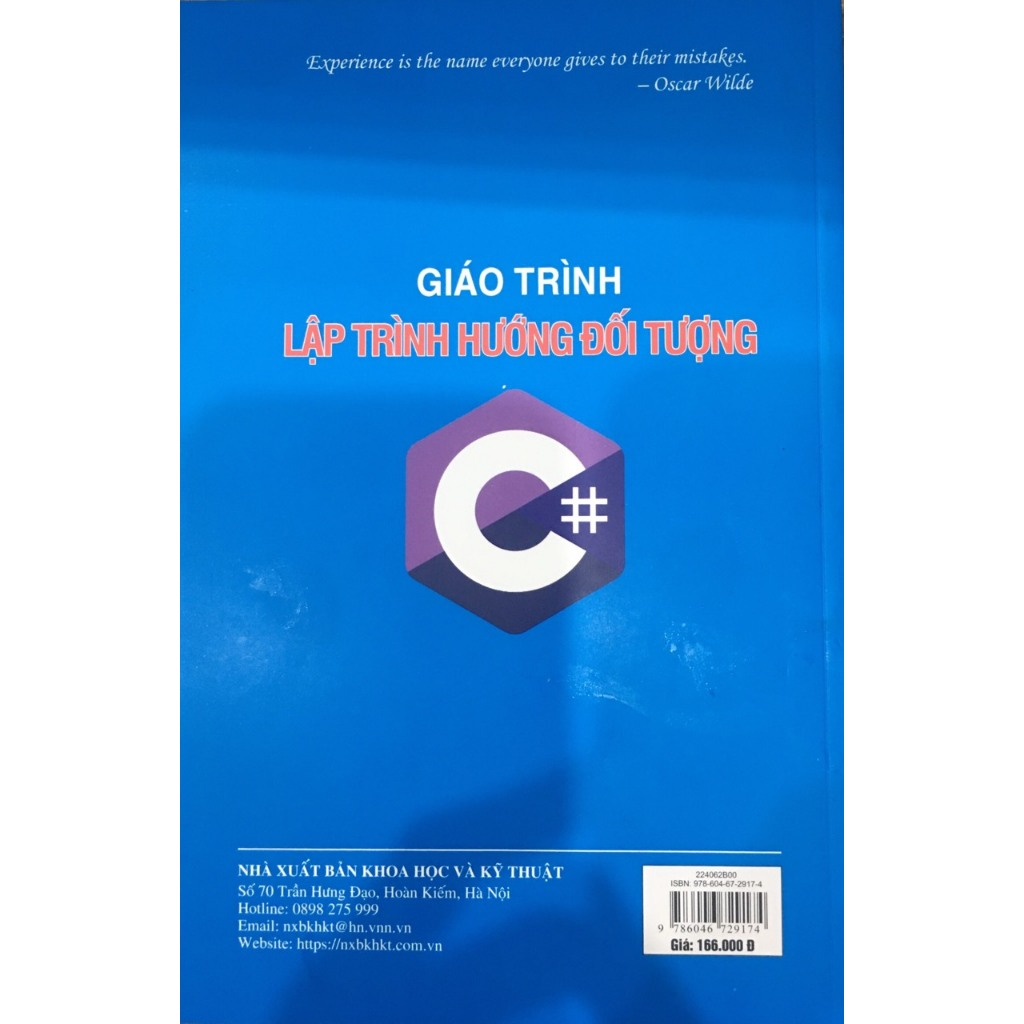 Experience is the name everyone gives to their mistakes.
– Oscar Wilde
GIÁO TRÌNH
LẬP TRÌNH HƯỚNG ĐỐI TƯỢNG
C#
NHÀ XUẤT BẢN KHOA HỌC VÀ KỸ THUẬT
Số 70 Trần Hưng Đạo, Hoàn Kiếm, Hà Nội
Hotline: 0898 275 999
Email: nxbkhkt@hn.vnn.vn
Website: https://nxbkhkt.com.vn
224062B00
ISBN: 978-604-67-2917-4
9 786046 729174
Giá: 166.000 Đ